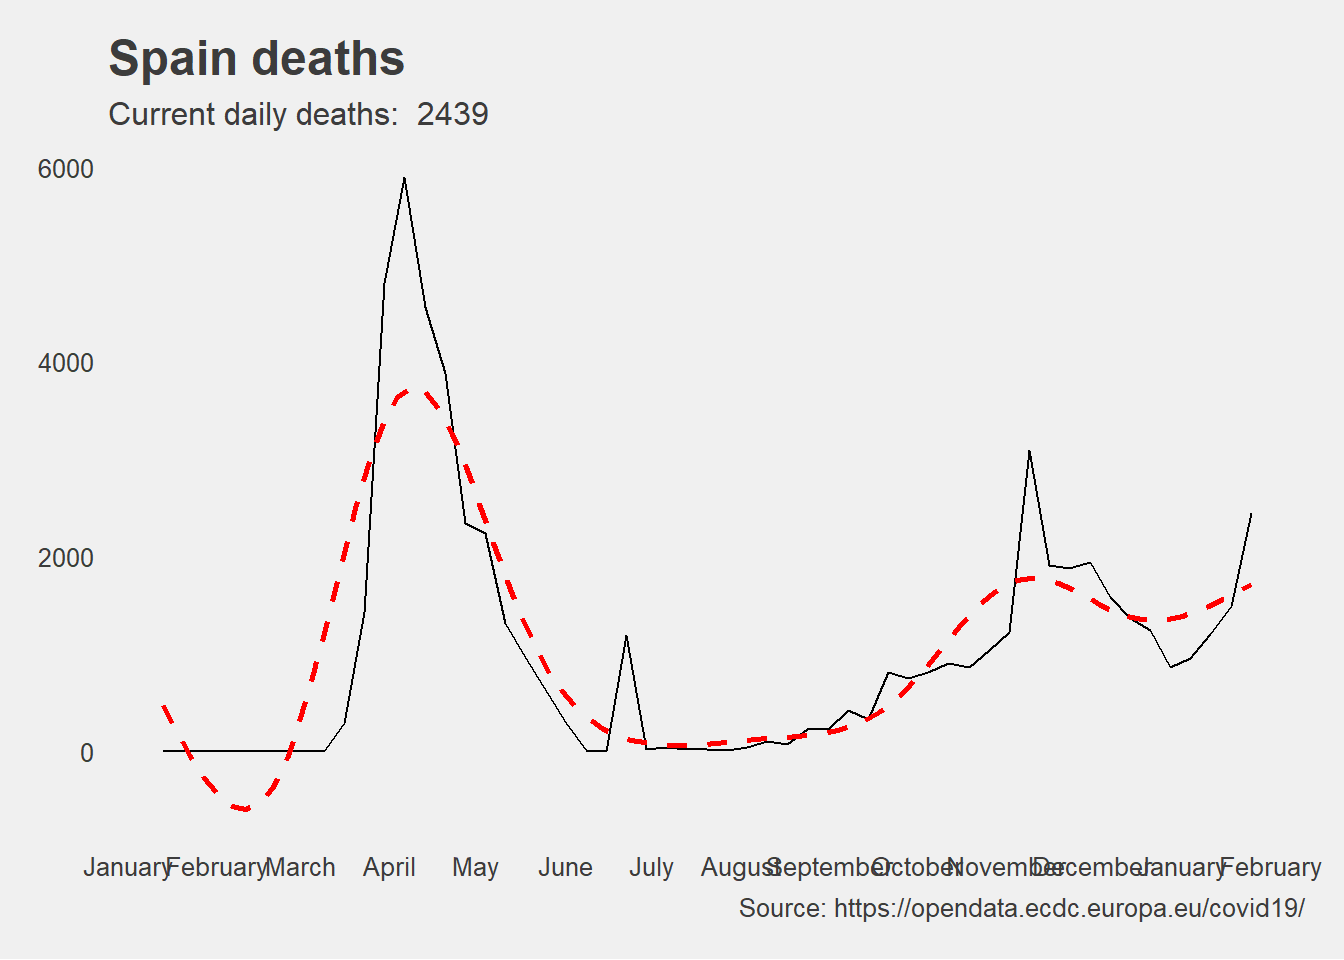 Spain deaths
Current daily deaths:  2439
6000
4000
2000
0
January February March April May June July August September October November December January February
Source: https://opendata.ecdc.europa.eu/covid19/